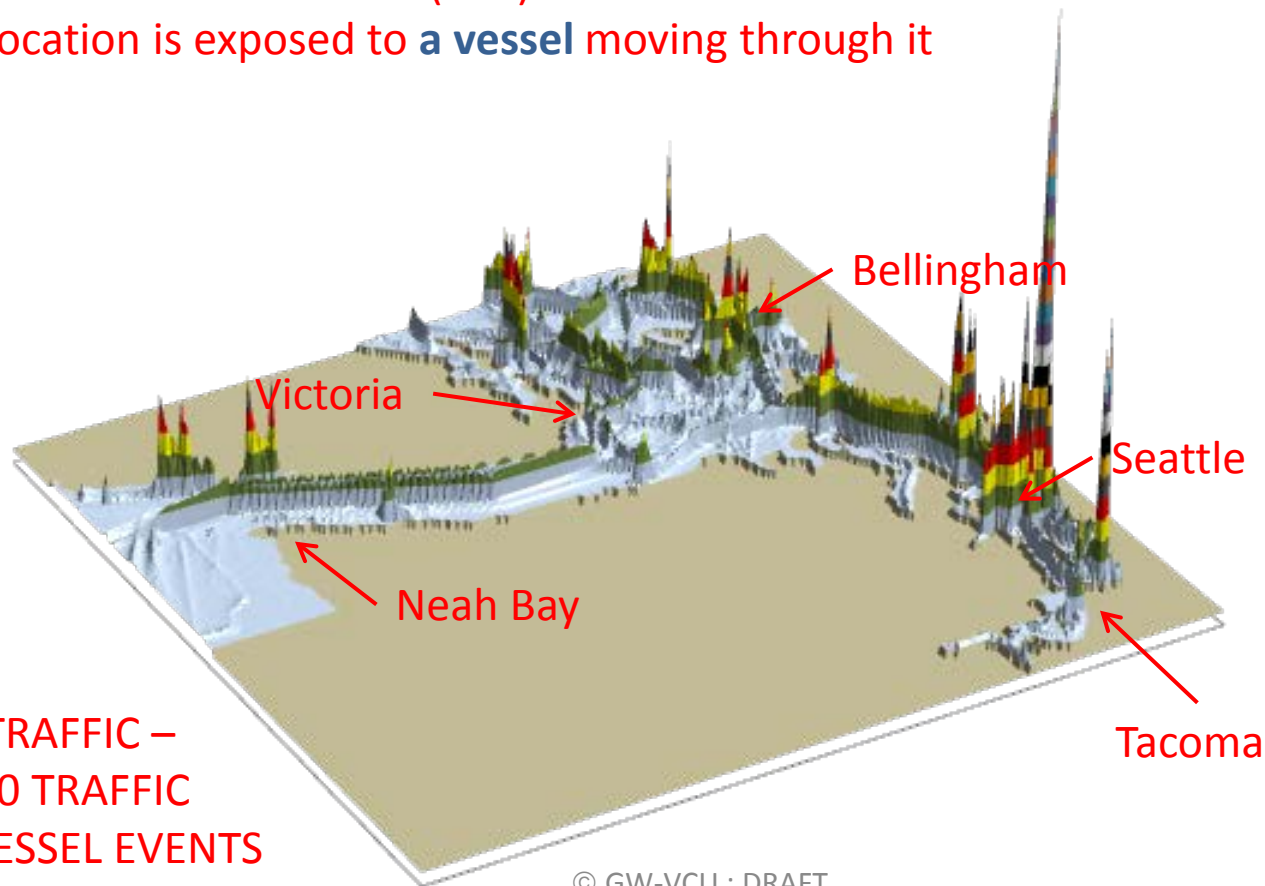 ocation is exposed to a vessel moving through it
Bellingham
Victoria
Seattle
Neah Bay
TRAFFIC –
0 TRAFFIC
Tacoma
ESSEL EVENTS
© GW-VCU : DRAFT